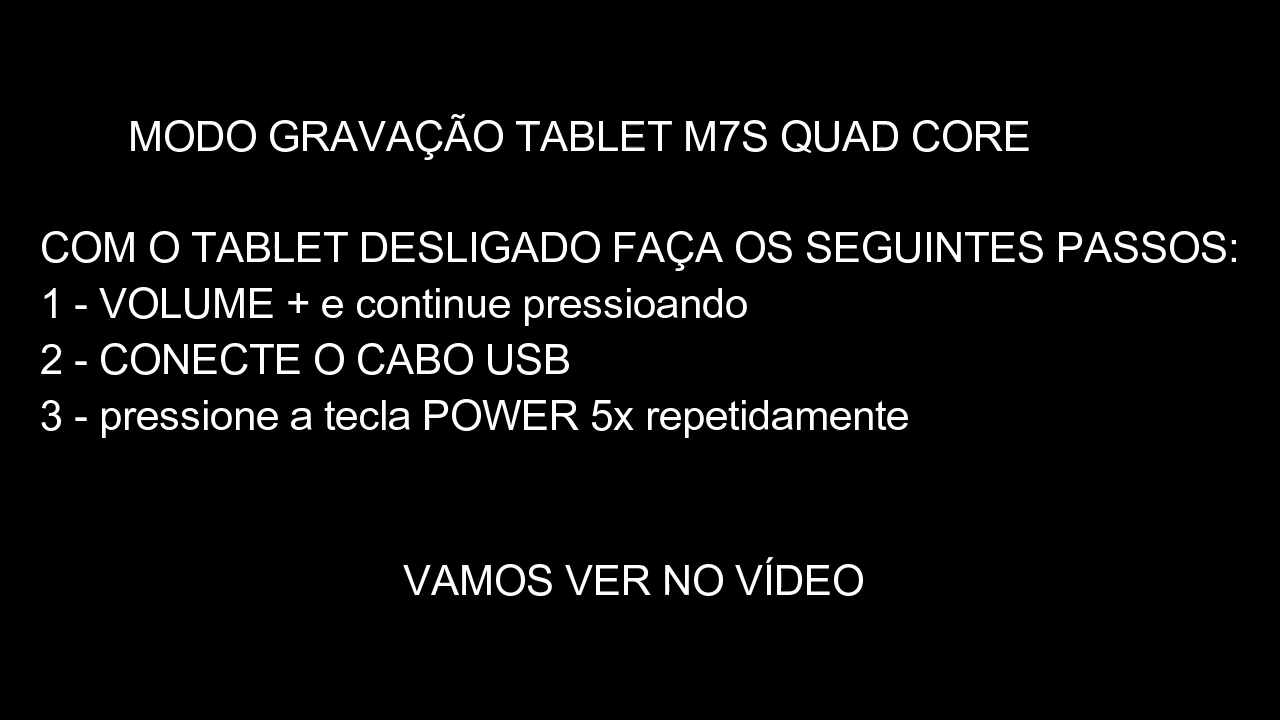 MODO GRAVAÇÃO TABLET M7S QUAD CORE
COM O TABLET DESLIGADO FAÇA OS SEGUINTES PASSOS:
1 - VOLUME + e continue pressioando
2 - CONECTE O CABO USB
3 - pressione a tecla POWER 5x repetidamente
VAMOS VER NO VÍDEO